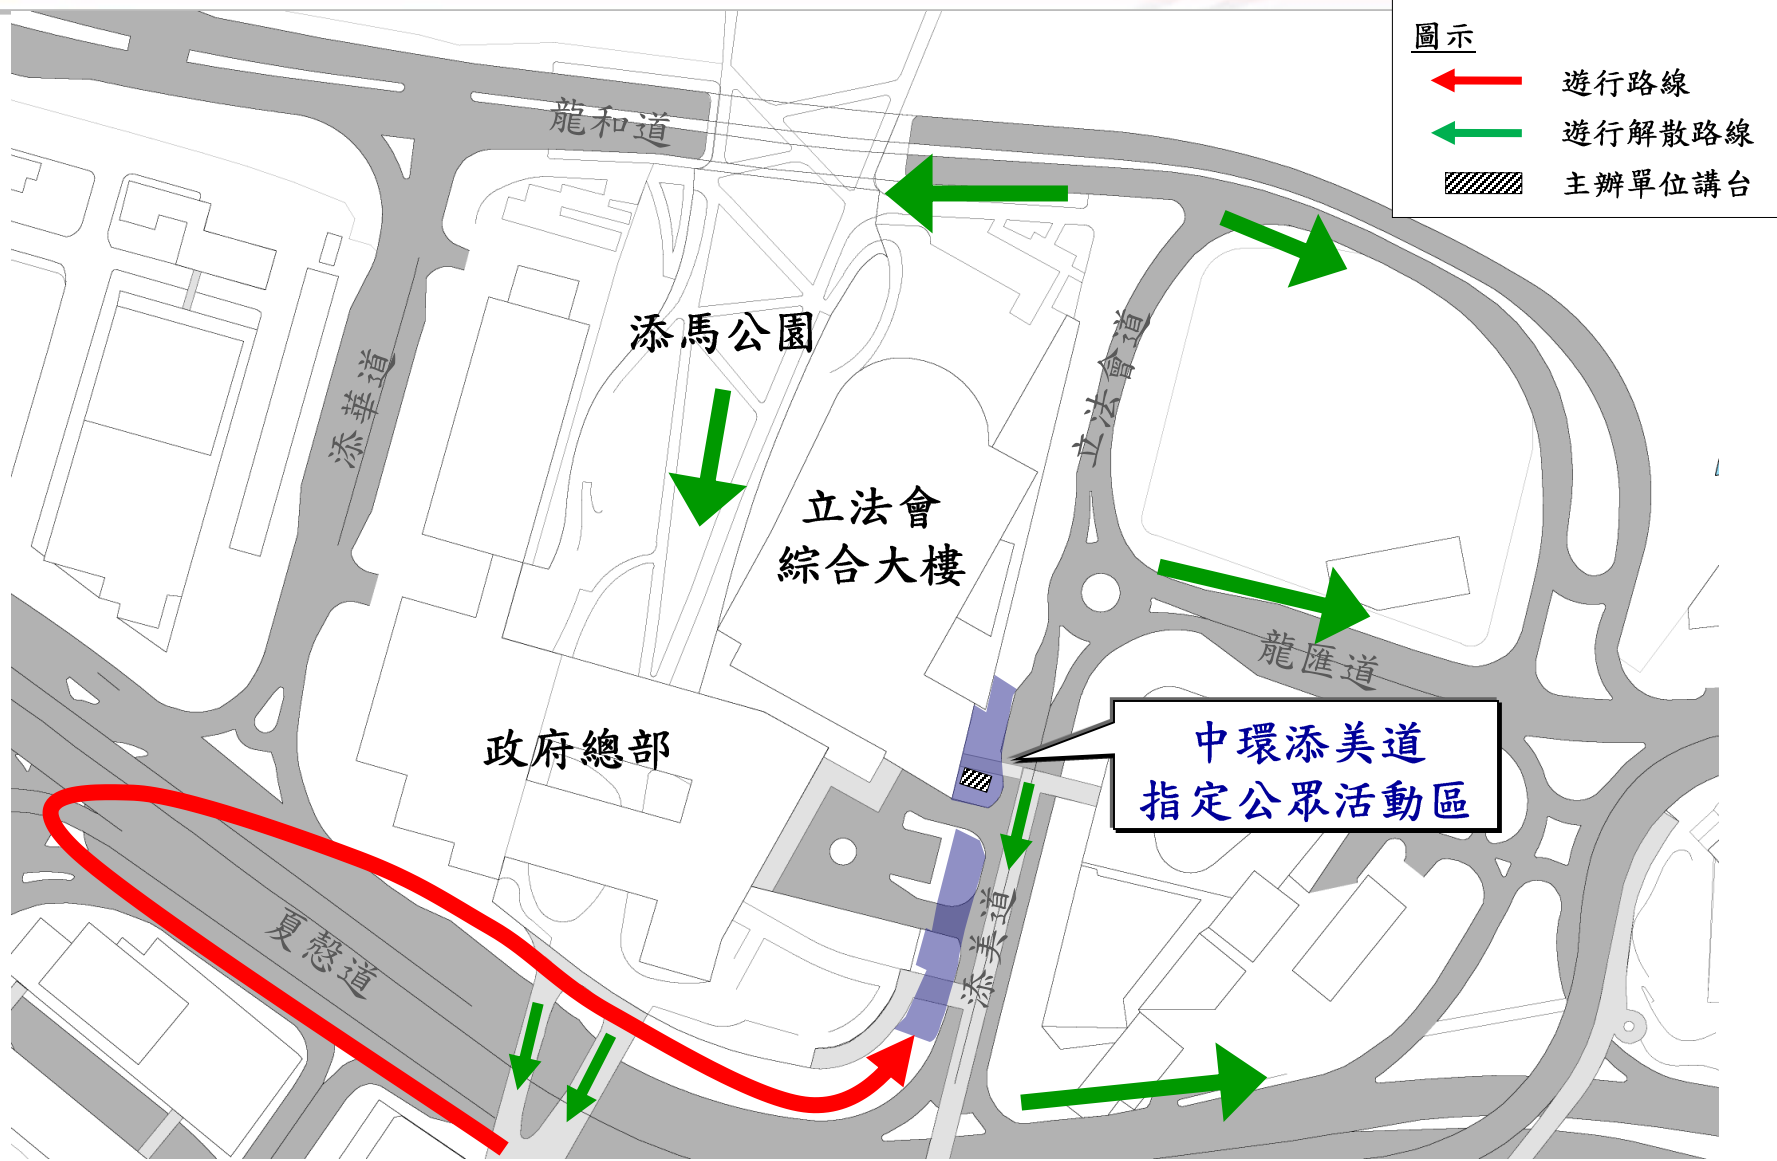 圖示
遊行路線
遊行解散路線
主辦單位講台
龍和道
添馬公園
立法會道
添華道
立法會
綜合大樓
龍匯道
政府總部
中環添美道
指定公眾活動區
夏慤道
添美道